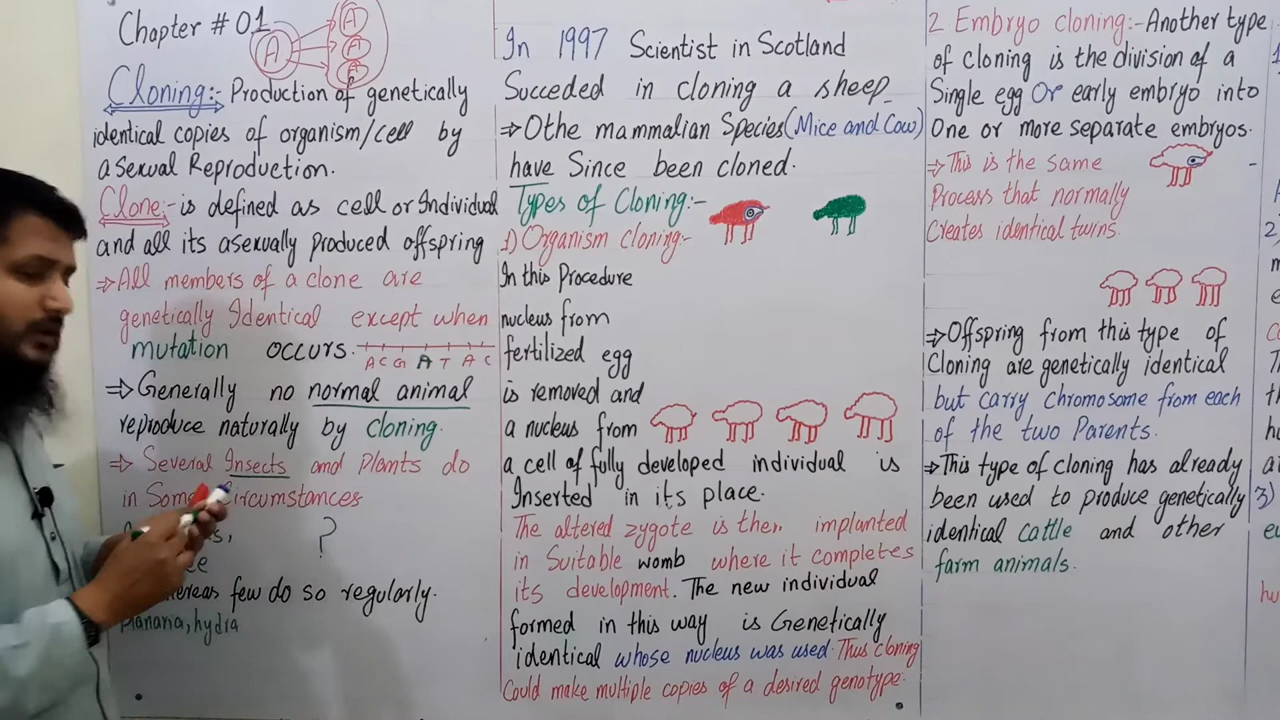 Chapter # 01
A
A
A
A
Cloning:- Production of genetically
identical copies of organism/cell by
asexual Reproduction.
Clone:- is defined as cell or Individual
and all its asexually produced offspring
⇒ All members of a clone are
genetically Identical except when
mutation occurs.
A C G A T A C
⇒ Generally no normal animal
reproduce naturally by cloning.
⇒ Several Insects and Plants do
in Some Circumstances
?
few do so regularly.
Planaria, hydra
In 1997 Scientist in Scotland
Succeded in cloning a sheep
⇒ Othe mammalian Species (Mice and Cow)
have Since been cloned.
Types of Cloning:-
1) Organism cloning:-
In this Procedure
nucleus from
fertilized egg
is removed and
a nucleus from
a cell of fully developed individual is
Inserted in its place.
The altered zygote is then implanted
in Suitable womb where it completes
its development. The new individual
formed in this way is Genetically
identical whose nucleus was used. Thus cloning
Could make multiple copies of a desired genotype.
2. Embryo cloning:- Another type
of cloning is the division of a
Single egg or early embryo into
One or more separate embryos.
⇒ This is the same
Process that normally
Creates identical twins.
⇒ Offspring from this type of
Cloning are genetically identical
but carry chromosome from each
of the two Parents.
⇒ This type of cloning has already
been used to produce genetically
identical cattle and other
farm animals.
2
3)